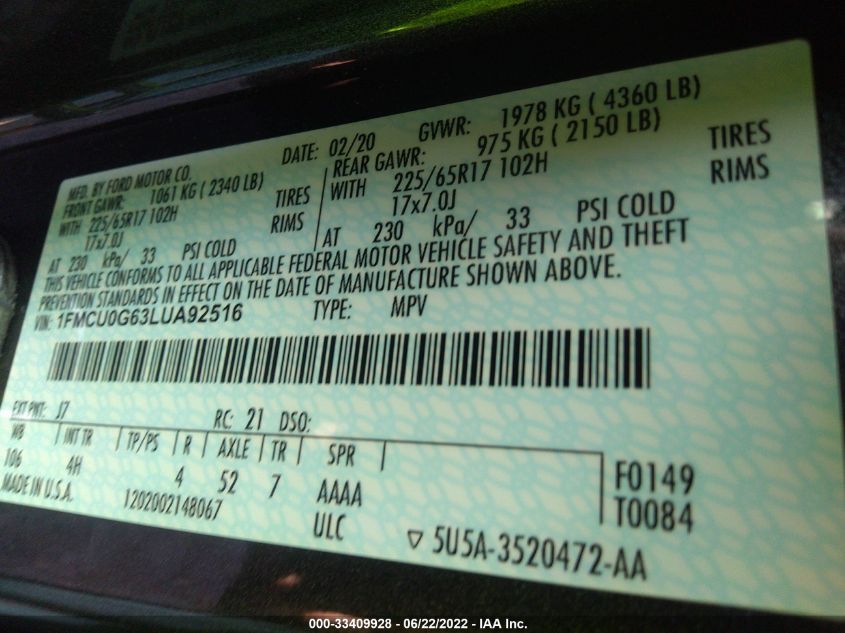 MFD. BY FORD MOTOR CO. DATE: 02/20 GVWR: 1978 KG ( 4360 LB)
FRONT GAWR: 1061 KG ( 2340 LB) REAR GAWR: 975 KG ( 2150 LB)
WITH 225/65R17 102H TIRES WITH 225/65R17 102H TIRES
17x7.0J RIMS 17x7.0J RIMS
AT 230 kPa/ 33 PSI COLD AT 230 kPa/ 33 PSI COLD
THIS VEHICLE CONFORMS TO ALL APPLICABLE FEDERAL MOTOR VEHICLE SAFETY AND THEFT
PREVENTION STANDARDS IN EFFECT ON THE DATE OF MANUFACTURE SHOWN ABOVE.
VIN: 1FMCU0G63LUA92516 TYPE: MPV
EXT PNT: J7 RC: 21 DSO:
WB INT TR TP/PS R AXLE TR SPR
106 4H 4 52 7 AAAA F0149
MADE IN U.S.A. 1202002148067 ULC T0084
5U5A-3520472-AA
000-33409928 - 06/22/2022 - IAA Inc.